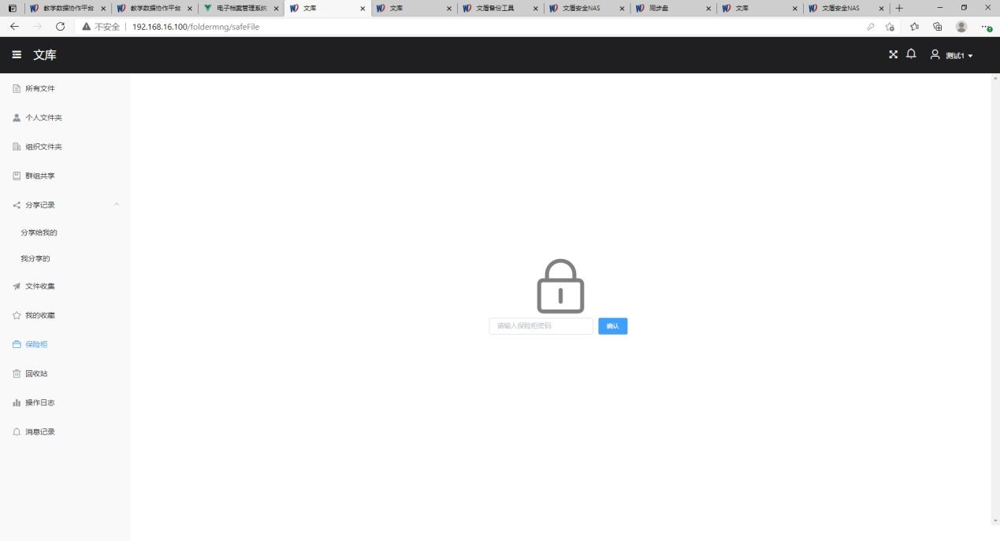 教学数据协作平台
教学数据协作平台
电子档案管理系统
文库
文库
文盾备份工具
文盾安全NAS
同步盘
文库
文盾安全NAS
不安全 | 192.168.16.100/foldermng/safeFile
文库
测试1
所有文件
个人文件夹
组织文件夹
群组共享
分享记录
分享给我的
我分享的
文件收集
我的收藏
保险柜
回收站
操作日志
消息记录
请输入保险柜密码
确认